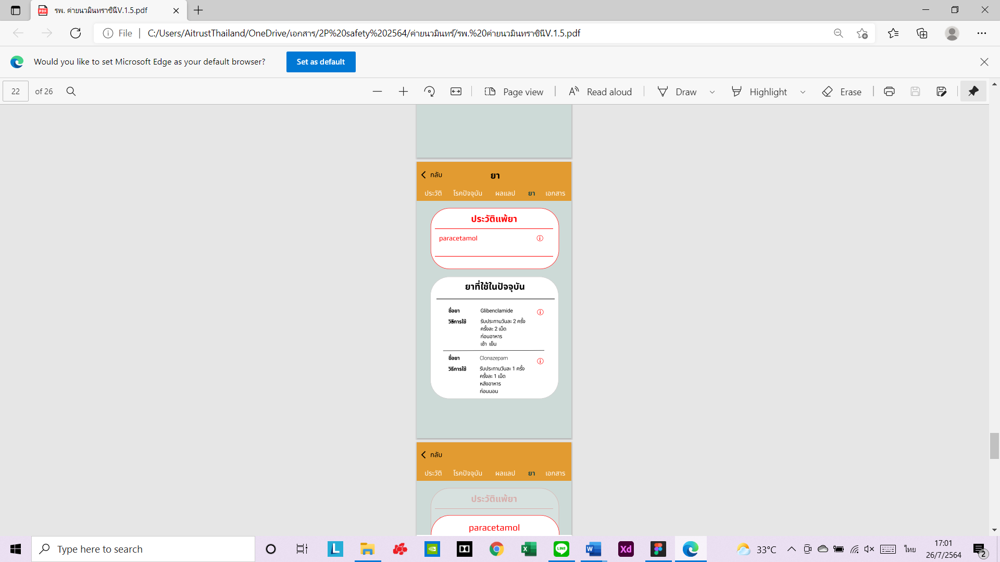 รพ. ค่ายนวมินทราชินีV.1.5.pdf
File
C:/Users/AitrustThailand/OneDrive/เอกสาร/2P%20safety%202564/ค่ายนวมินทร์/รพ.%20ค่ายนวมินทราชินีV.1.5.pdf
Would you like to set Microsoft Edge as your default browser?
Set as default
22 of 26
Page view
Read aloud
Draw
Highlight
Erase
กลับ
ยา
ประวัติ โรคปัจจุบัน ผลแลป ยา เอกสาร
ประวัติแพ้ยา
paracetamol
ยาที่ใช้ในปัจจุบัน
ชื่อยา Glibenclamide
วิธีการใช้ รับประทานวันละ 2 ครั้ง
ครั้งละ 2 เม็ด
ก่อนอาหาร
เช้า เย็น
ชื่อยา Clonazepam
วิธีการใช้ รับประทานวันละ 1 ครั้ง
ครั้งละ 1 เม็ด
หลังอาหาร
ก่อนนอน
กลับ
ประวัติ โรคปัจจุบัน ผลแลป ยา เอกสาร
ประวัติแพ้ยา
paracetamol
Type here to search
33°C
ไทย
17:01
26/7/2564
2